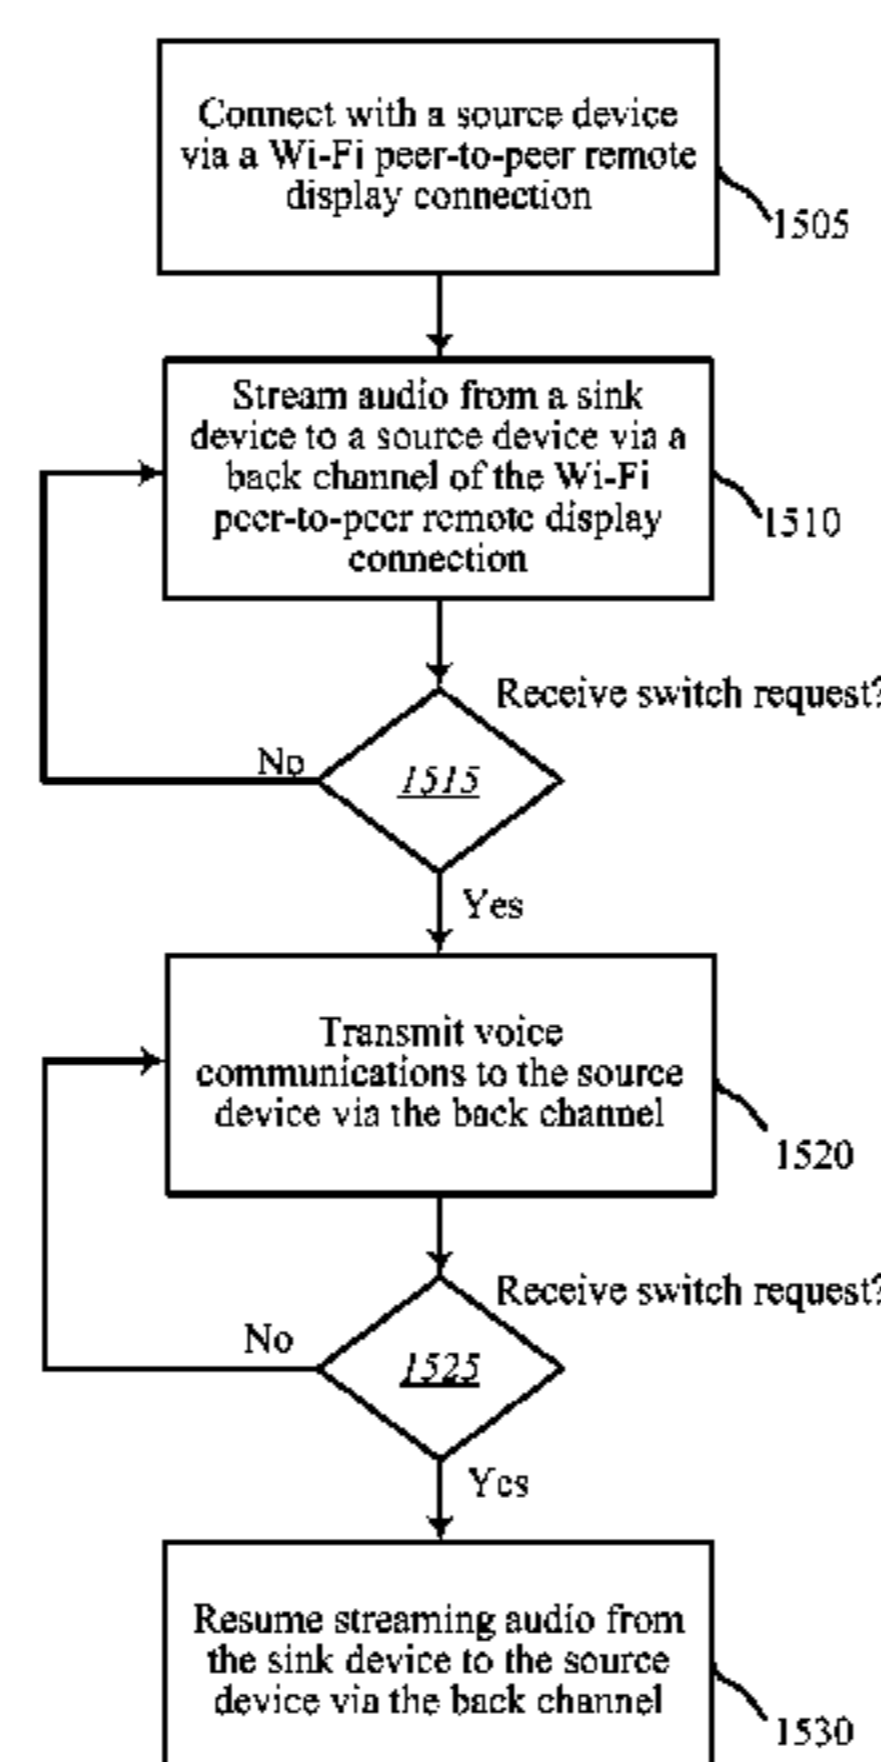 Connect with a source device
via a Wi-Fi peer-to-peer remote
display connection
1505
Stream audio from a sink
device to a source device via a
back channel of the Wi-Fi
peer-to-peer remote display
connection
1510
Receive switch request?
No
1515
Yes
Transmit voice
communications to the source
device via the back channel
1520
Receive switch request?
No
1525
Yes
Resume streaming audio from
the sink device to the source
device via the back channel
1530